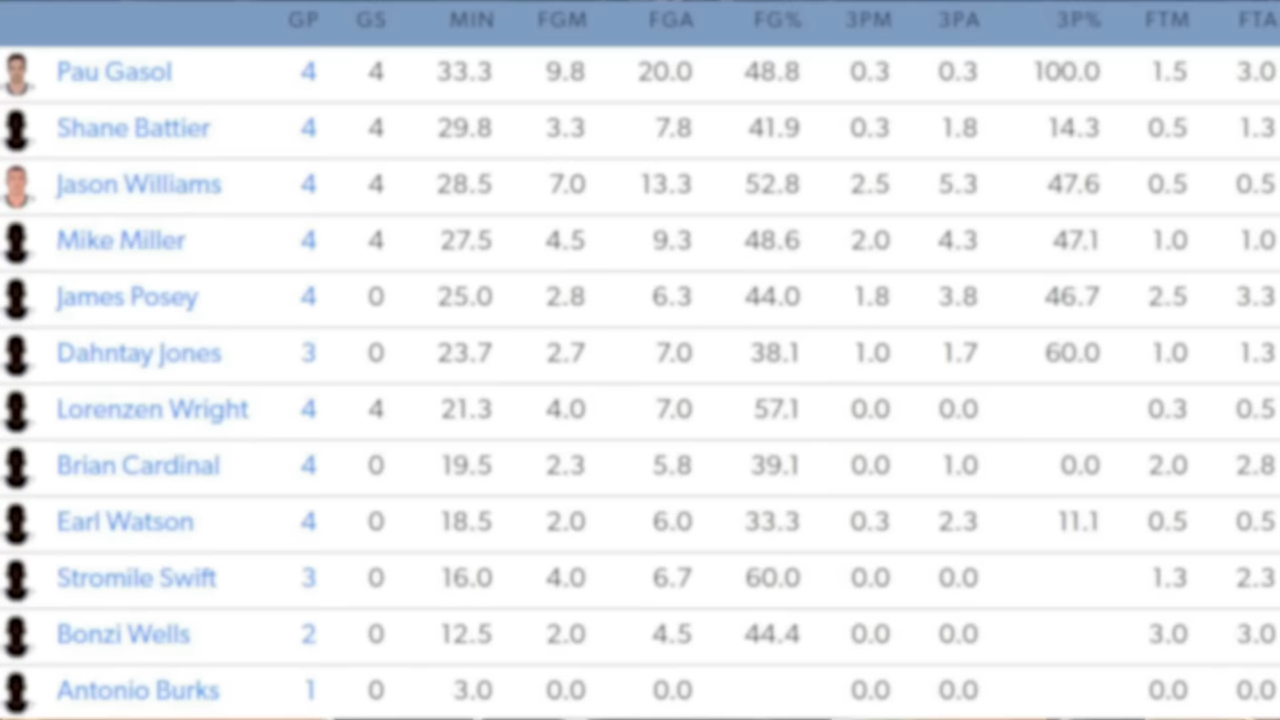 GP GS MIN FGM FGA FG% 3PM 3PA 3P% FTM FTA
Pau Gasol 4 4 33.3 9.8 20.0 48.8 0.3 0.3 100.0 1.5 3.0
Shane Battier 4 4 29.8 3.3 7.8 41.9 0.3 1.8 14.3 0.5 1.3
Jason Williams 4 4 28.5 7.0 13.3 52.8 2.5 5.3 47.6 0.5 0.5
Mike Miller 4 4 27.5 4.5 9.3 48.6 2.0 4.3 47.1 1.0 1.0
James Posey 4 0 25.0 2.8 6.3 44.0 1.8 3.8 46.7 2.5 3.3
Dahntay Jones 3 0 23.7 2.7 7.0 38.1 1.0 1.7 60.0 1.0 1.3
Lorenzen Wright 4 4 21.3 4.0 7.0 57.1 0.0 0.0 0.3 0.5
Brian Cardinal 4 0 19.5 2.3 5.8 39.1 0.0 1.0 0.0 2.0 2.8
Earl Watson 4 0 18.5 2.0 6.0 33.3 0.3 2.3 11.1 0.5 0.5
Stromile Swift 3 0 16.0 4.0 6.7 60.0 0.0 0.0 1.3 2.3
Bonzi Wells 2 0 12.5 2.0 4.5 44.4 0.0 0.0 3.0 3.0
Antonio Burks 1 0 3.0 0.0 0.0 0.0 0.0 0.0 0.0